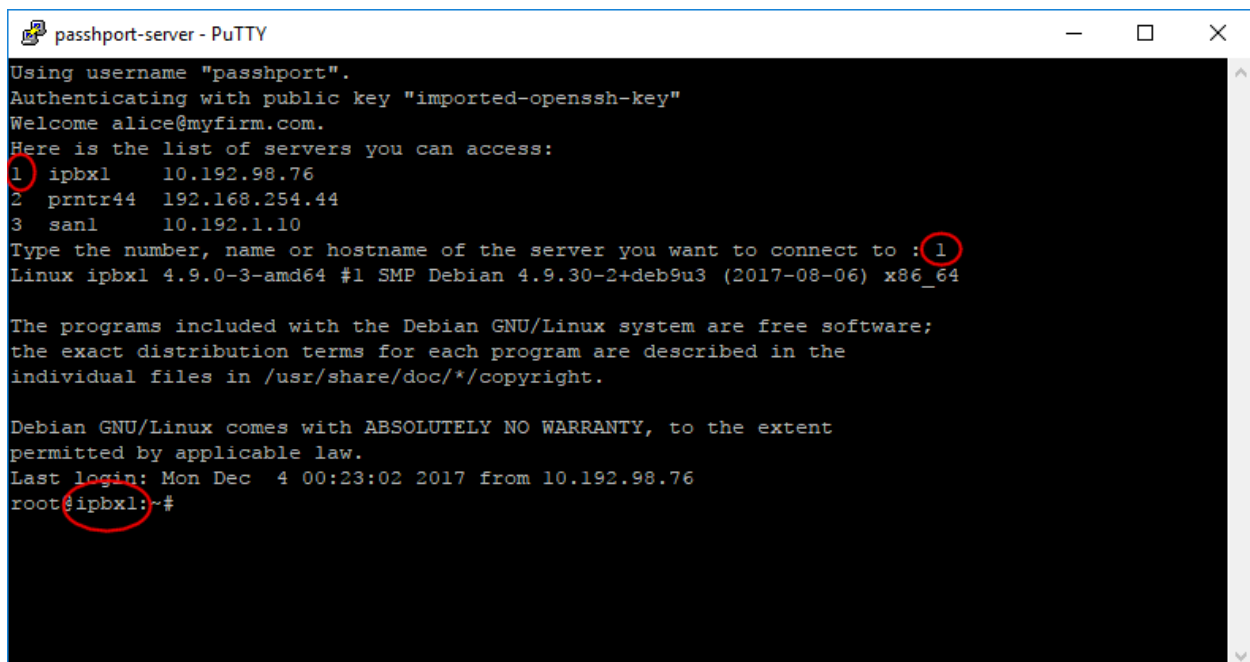 passhport-server - PuTTY
Using username "passhport".
Authenticating with public key "imported-openssh-key"
Welcome alice@myfirm.com.
Here is the list of servers you can access:
1  ipbx1    10.192.98.76
2  prntr44  192.168.254.44
3  san1     10.192.1.10
Type the number, name or hostname of the server you want to connect to : 1
Linux ipbx1 4.9.0-3-amd64 #1 SMP Debian 4.9.30-2+deb9u3 (2017-08-06) x86_64
The programs included with the Debian GNU/Linux system are free software;
the exact distribution terms for each program are described in the
individual files in /usr/share/doc/*/copyright.
Debian GNU/Linux comes with ABSOLUTELY NO WARRANTY, to the extent
permitted by applicable law.
Last login: Mon Dec  4 00:23:02 2017 from 10.192.98.76
root@ipbx1:~#